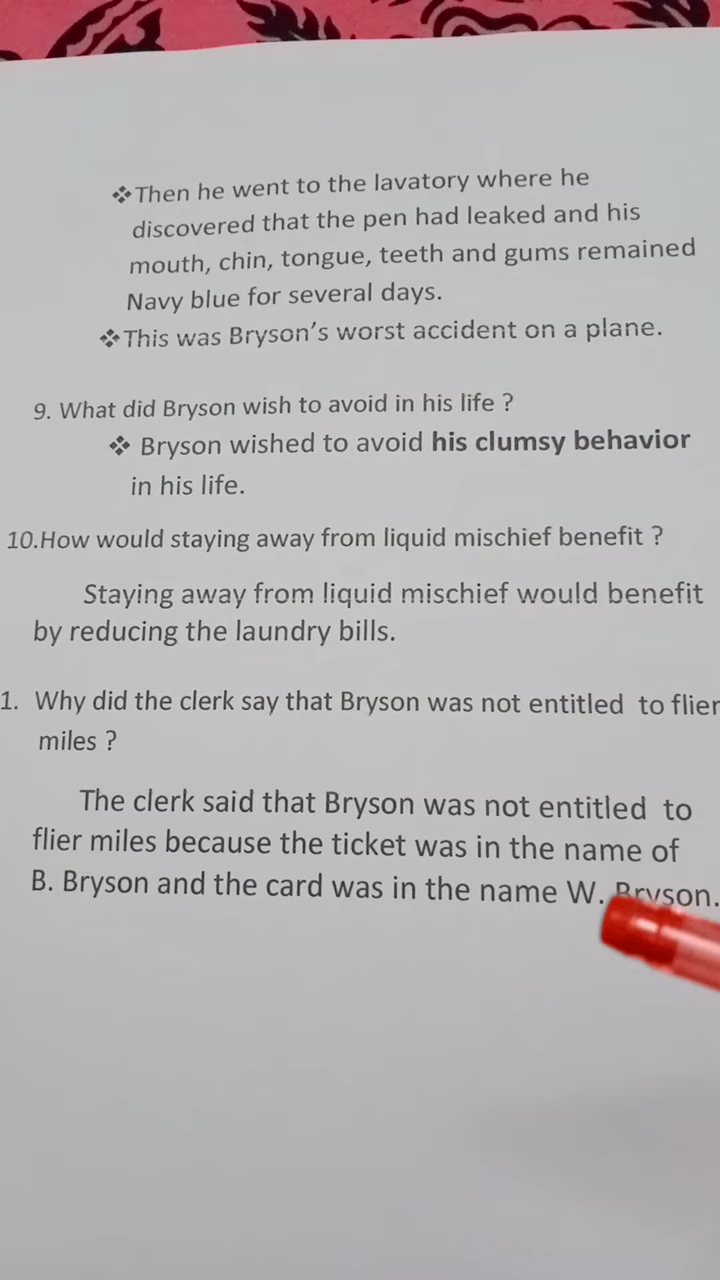 ❖Then he went to the lavatory where he
discovered that the pen had leaked and his
mouth, chin, tongue, teeth and gums remained
Navy blue for several days.
❖This was Bryson's worst accident on a plane.
9. What did Bryson wish to avoid in his life ?
❖ Bryson wished to avoid his clumsy behavior
in his life.
10.How would staying away from liquid mischief benefit ?
Staying away from liquid mischief would benefit
by reducing the laundry bills.
1. Why did the clerk say that Bryson was not entitled to flier
miles ?
The clerk said that Bryson was not entitled to
flier miles because the ticket was in the name of
B. Bryson and the card was in the name W. Bryson.